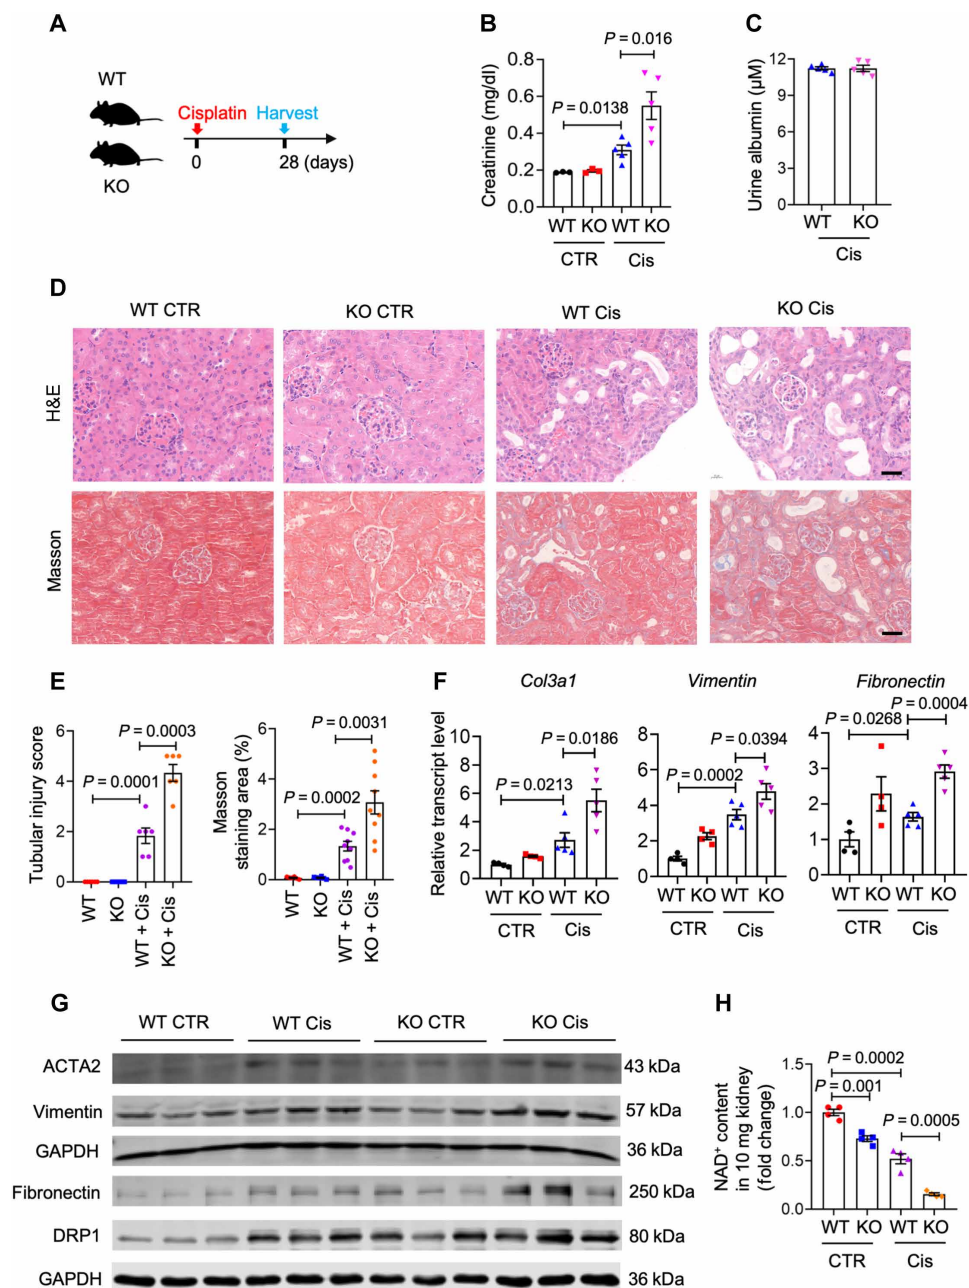 A
WT
Cisplatin Harvest
0 28 (days)
KO
B
P = 0.016
P = 0.0138
Creatinine (mg/dl)
0.8
0.6
0.4
0.2
0.0
WT KO WT KO
CTR Cis
C
Urine albumin (µM)
12
9
6
3
0
WT KO
Cis
D
WT CTR KO CTR WT Cis KO Cis
H&E
Masson
E
Tubular injury score
6
4
2
0
P = 0.0003
P = 0.0001
WT
KO
WT + Cis
KO + Cis
Masson
staining area (%)
6
4
2
0
P = 0.0031
P = 0.0002
WT
KO
WT + Cis
KO + Cis
F
Relative transcript level
Col3a1
10
8
6
4
2
0
P = 0.0186
P = 0.0213
WT KO WT KO
CTR Cis
Vimentin
8
6
4
2
0
P = 0.0394
P = 0.0002
WT KO WT KO
CTR Cis
Fibronectin
4
3
2
1
0
P = 0.0004
P = 0.0268
WT KO WT KO
CTR Cis
G
WT CTR WT Cis KO CTR KO Cis
ACTA2 43 kDa
Vimentin 57 kDa
GAPDH 36 kDa
Fibronectin 250 kDa
DRP1 80 kDa
GAPDH 36 kDa
H
NAD⁺ content
in 10 mg kidney
(fold change)
1.5
1.0
0.5
0.0
P = 0.0002
P = 0.001
P = 0.0005
WT KO WT KO
CTR Cis